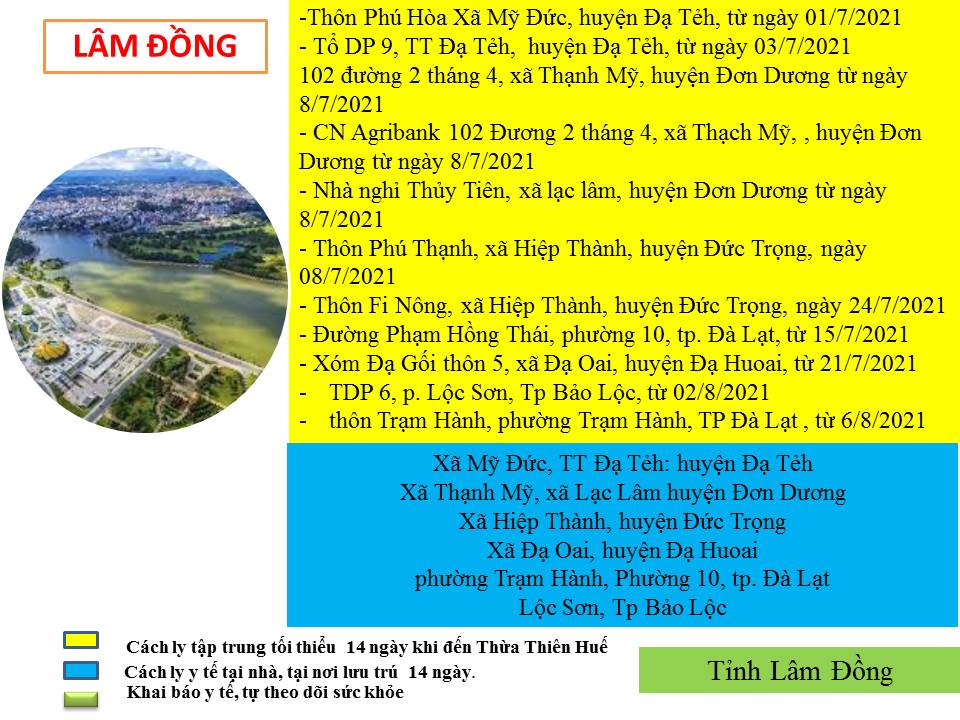 LÂM ĐỒNG
-Thôn Phú Hòa Xã Mỹ Đức, huyện Đạ Tẻh, từ ngày 01/7/2021
- Tổ DP 9, TT Đạ Tẻh, huyện Đạ Tẻh, từ ngày 03/7/2021
102 đường 2 tháng 4, xã Thạnh Mỹ, huyện Đơn Dương từ ngày
8/7/2021
- CN Agribank 102 Đương 2 tháng 4, xã Thạch Mỹ, , huyện Đơn
Dương từ ngày 8/7/2021
- Nhà nghỉ Thủy Tiên, xã lạc lâm, huyện Đơn Dương từ ngày
8/7/2021
- Thôn Phú Thạnh, xã Hiệp Thành, huyện Đức Trọng, ngày
08/7/2021
- Thôn Fi Nông, xã Hiệp Thành, huyện Đức Trọng, ngày 24/7/2021
- Đường Phạm Hồng Thái, phường 10, tp. Đà Lạt, từ 15/7/2021
- Xóm Đạ Gối thôn 5, xã Đạ Oai, huyện Đạ Huoai, từ 21/7/2021
- TDP 6, p. Lộc Sơn, Tp Bảo Lộc, từ 02/8/2021
- thôn Trạm Hành, phường Trạm Hành, TP Đà Lạt , từ 6/8/2021
Xã Mỹ Đức, TT Đạ Tẻh: huyện Đạ Tẻh
Xã Thạnh Mỹ, xã Lạc Lâm huyện Đơn Dương
Xã Hiệp Thành, huyện Đức Trọng
Xã Đạ Oai, huyện Đạ Huoai
phường Trạm Hành, Phường 10, tp. Đà Lạt
Lộc Sơn, Tp Bảo Lộc
Cách ly tập trung tối thiểu 14 ngày khi đến Thừa Thiên Huế
Cách ly y tế tại nhà, tại nơi lưu trú 14 ngày.
Khai báo y tế, tự theo dõi sức khỏe
Tỉnh Lâm Đồng